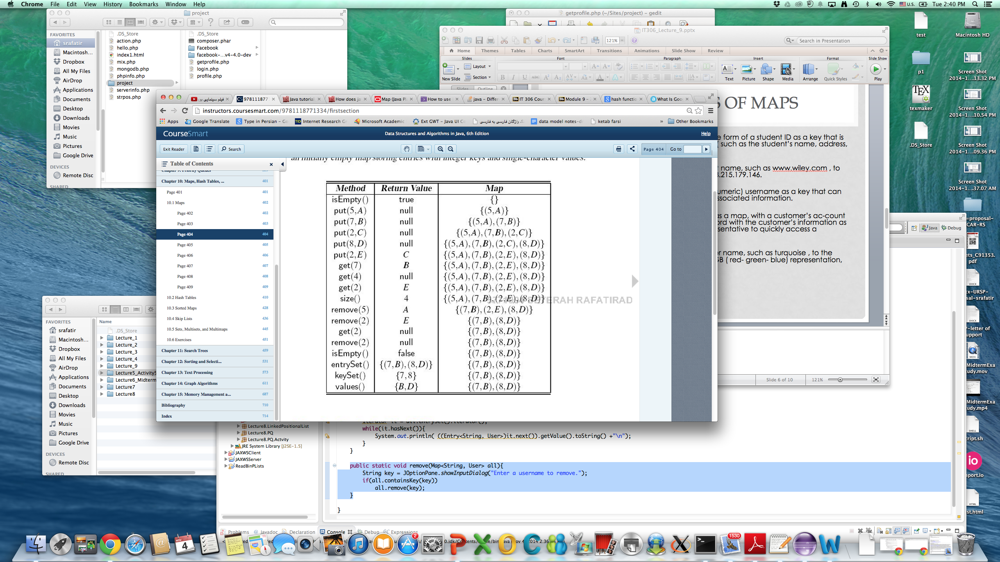 Chrome File Edit View History Bookmarks Window Help
U.S. Tue 2:40 PM
project
FAVORITES
srafatir
Macintosh...
Dropbox
All My Files
AirDrop
Applications
Documents
Desktop
Downloads
Movies
Music
Pictures
Google Drive
DEVICES
Remote Disc
SHARED
.DS_Store
action.php
hello.php
index1.html
mix.php
mongodb.php
phpinfo.php
project
serverinfo.php
strpos.php
.DS_Store
composer.phar
Facebook
facebook-...v4-4.0-dev
getprofile.php
login.php
profile.php
getprofile.php (~/Sites/project) - gedit
IT306_Lecture_9.pptx
121%
Search in Presentation
Home Themes Tables Charts SmartArt Transitions Animations Slide Show Review
Slides Font Paragraph Insert Format Slide Show
New Slide Layout Section Text Picture Shape Media Arrange Quick Styles Play
Slides Outline
S OF MAPS
e form of a student ID as a key that is
such as the student's name, address,
t name, such as www.wiley.com , to
.215.179.146.
umeric) username as a key that can
ssociated information.
as a map, with a customer's ac-count
ord with the customer's information as
sentative to quickly access a
or name, such as turquoise , to the
GB ( red- green- blue) representation,
Slide 6 of 10 121%
فیلم سینمایی بوی
CS 978111877
Java tutorial
How does ja
Map (Java Pl
How to use
java - Differ
Bb IT 306 Cour
Bb Module 9 -
hash functio
What Is Goo
instructors.coursesmart.com/9781118771334/firstsection
Apps Google Translate Type in Persian - Go Internet Research Gr Microsoft Academic Ext GWT - Java UI Co واژگان فارسی به فارسی data model notes-d ketab farsi » Other Bookmarks
CourseSmart Data Structures and Algorithms in Java, 6th Edition Help
Exit Reader Search Page 404 Go to
Table of Contents x
Chapter 9: Priority Queues
Chapter 10: Maps, Hash Tables, ... 401
Page 401 401
10.1 Maps 402
Page 402 402
Page 403 403
Page 404 404
Page 405 405
Page 406 406
Page 407 407
Page 408 408
Page 409 409
10.2 Hash Tables 410
10.3 Sorted Maps 428
10.4 Skip Lists 436
10.5 Sets, Multisets, and Multimaps 445
10.6 Exercises 451
Chapter 11: Search Trees 459
Chapter 12: Sorting and Selecti... 531
Chapter 13: Text Processing 573
Chapter 14: Graph Algorithms 611
Chapter 15: Memory Management a... 687
Bibliography 710
Index 714
an initially empty map storing entries with integer keys and single-character values.
Method Return Value Map
isEmpty() true {}
put(5,A) null {(5,A)}
put(7,B) null {(5,A),(7,B)}
put(2,C) null {(5,A),(7,B),(2,C)}
put(8,D) null {(5,A),(7,B),(2,C),(8,D)}
put(2,E) C {(5,A),(7,B),(2,E),(8,D)}
get(7) B {(5,A),(7,B),(2,E),(8,D)}
get(4) null {(5,A),(7,B),(2,E),(8,D)}
get(2) E {(5,A),(7,B),(2,E),(8,D)}
size() 4 {(5,A),(7,B),(2,E),(8,D)}
SETERAH RAFATIRAD
remove(5) A {(7,B),(2,E),(8,D)}
remove(2) E {(7,B),(8,D)}
get(2) null {(7,B),(8,D)}
remove(2) null {(7,B),(8,D)}
isEmpty() false {(7,B),(8,D)}
entrySet() {(7,B),(8,D)} {(7,B),(8,D)}
keySet() {7,8} {(7,B),(8,D)}
values() {B,D} {(7,B),(8,D)}
FAVORITES
srafatir
Macintosh...
Dropbox
All My Files
AirDrop
Applications
Documents
Desktop
Downloads
Movies
Music
Pictures
Google Drive
DEVICES
Remote Disc
SHARED
Name
.DS_Store
Lecture_1
Lecture_2
Lecture_3
Lecture_4
Lecture_9
Lecture5_Activity5
Lecture6_Midterm
Lecture7
Lecture8
Java Debug
Lecture8.LinkedPositionalList
Lecture8.PQ
Lecture8.PQ.Actvity
JRE System Library [J2SE-1.5]
JAXWSClient
JAXWSServer
ReadBinPLists
Iterator it = all.entrySet().iterator();
while(it.hasNext()){
System.out.println( ((Entry<String, User>)it.next()).getValue().toString() +"\n");
}
}
public static void remove(Map<String, User> all){
String key = JOptionPane.showInputDialog("Enter a username to remove.");
if(all.containsKey(key))
all.remove(key);
}
}
Problems @ Javadoc Declaration Console Debug Expressions
test
Macintosh HD
p1
Screen Shot
2014-1....13.32 PM
texmaker
Screen Shot
2014-1....10.54 PM
.DS_Store
Screen Shot
2014-1....09.36 PM
Screen Shot
2014-1....37.07 AM
=proposal-
CAR-RS
ets_C91353.
pdf
DOCX
xx-URSP-
sal-srafatir
DOCX
P-letter of
upport
MOV
MidtermExa
udy.mov
MidtermExa
udy.mp4
SHELL
ript.sh
io
port.io
HTML
st.html
NOV
4
2
1530